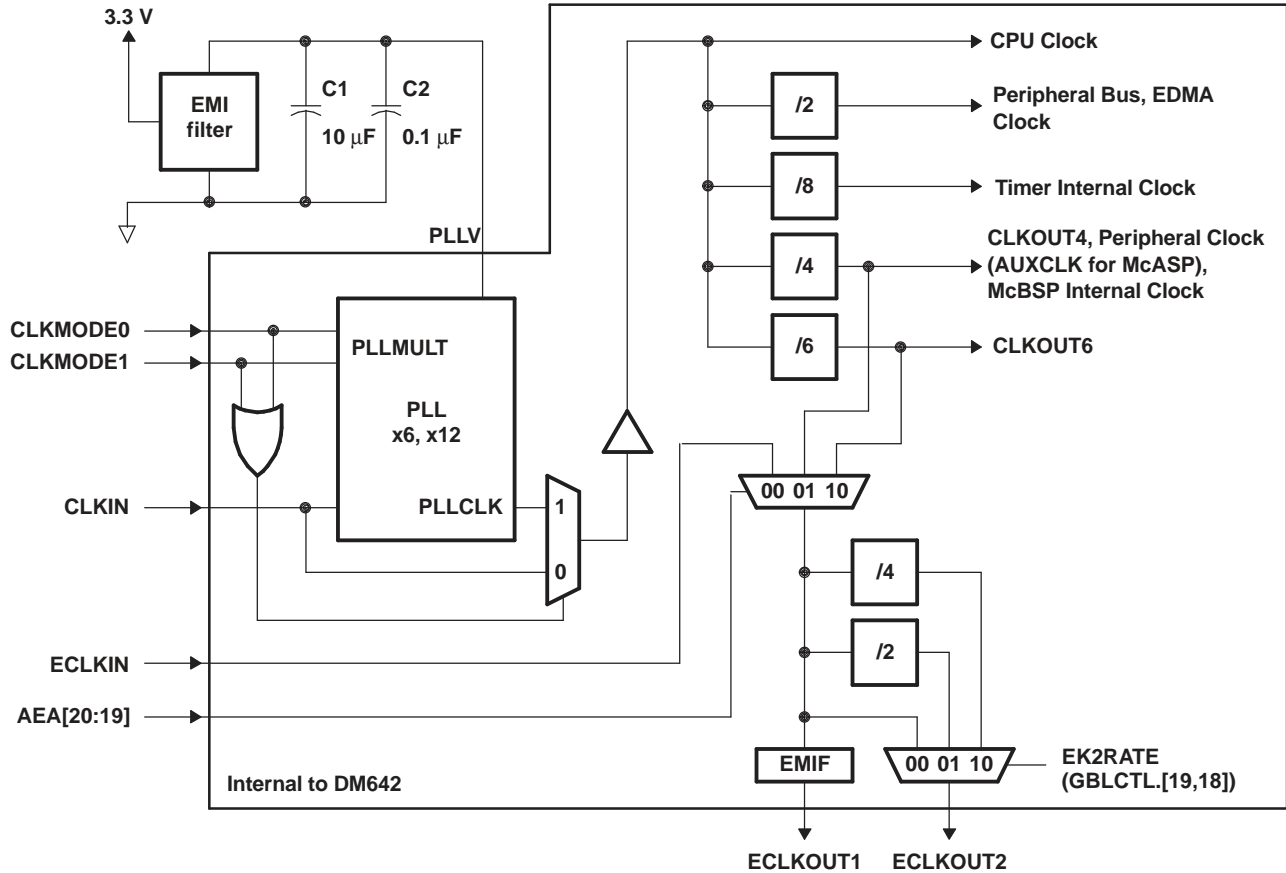 3.3 V
EMI
filter
C1
10 μF
C2
0.1 μF
PLLV
CPU Clock
/2
Peripheral Bus, EDMA
Clock
/8
Timer Internal Clock
/4
CLKOUT4, Peripheral Clock
(AUXCLK for McASP),
McBSP Internal Clock
/6
CLKOUT6
CLKMODE0
CLKMODE1
PLLMULT
PLL
x6, x12
CLKIN
PLLCLK
1
0
00 01 10
/4
/2
ECLKIN
AEA[20:19]
EMIF
00 01 10
EK2RATE
(GBLCTL.[19,18])
Internal to DM642
ECLKOUT1
ECLKOUT2